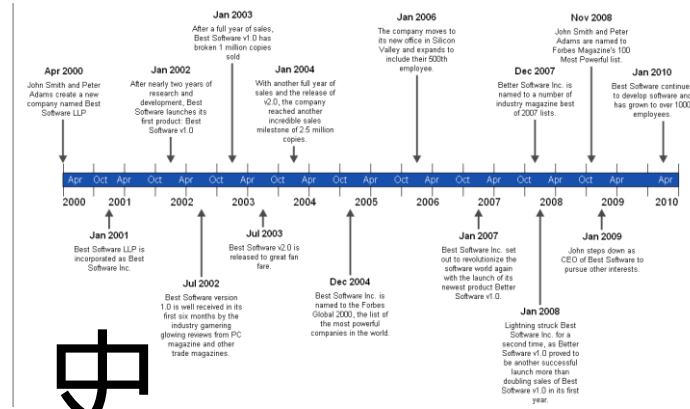 Jan 2003
After a full year of sales,
Best Software v1.0 has
broken 1 million copies
sold
Jan 2006
The company moves to
its new office in Silicon
Valley and expands to
include their 500th
employee.
Nov 2008
John Smith and Peter
Adams are named to
Forbes Magazine's 100
Most Powerful list.
Apr 2000
John Smith and Peter
Adams create a new
company named Best
Software LLP
Jan 2002
After nearly two years of
research and
development, Best
Software launches its
first product: Best
Software v1.0
Jan 2004
With another full year of
sales and the release of
v2.0, the company
reached another
incredible sales
milestone of 2.5 million
copies.
Dec 2007
Better Software Inc. is
named to a number of
industry magazine best
of 2007 lists.
Jan 2010
Best Software continues
to develop software and
has grown to over 1000
employees.
Apr Oct Apr Oct Apr Oct Apr Oct Apr Oct Apr Oct Apr Oct Apr Oct Apr Oct Apr Oct Apr
2000 2001 2002 2003 2004 2005 2006 2007 2008 2009 2010
Jan 2001
Best Software LLP is
incorporated as Best
Software Inc.
Jul 2003
Best Software v2.0 is
released to great fan
fare.
Jan 2007
Best Software Inc. set
out to revolutionize the
software world again
with the launch of its
newest product Better
Software v1.0.
Jan 2009
John steps down as
CEO of Best Software to
pursue other interests.
Jul 2002
Best Software version
1.0 is well received in its
first six months by the
industry garnering
glowing reviews from PC
magazine and other
trade magazines.
Dec 2004
Best Software Inc. is
named to the Forbes
Global 2000, the list of
the most powerful
companies in the world.
Jan 2008
Lightning struck Best
Software Inc. for a
second time, as Better
Software v1.0 proved to
be another successful
launch more than
doubling sales of Best
Software v1.0 in its first
year.
史